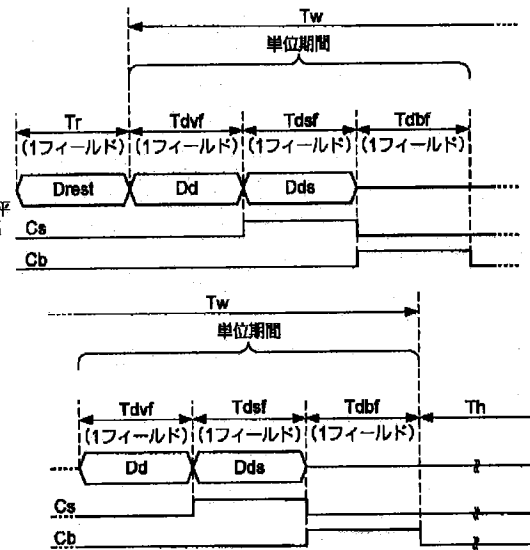 Tw
単位期間
Tr Tdvf Tdsf Tdbf
(1フィールド) (1フィールド) (1フィールド) (1フィールド)
Drest Dd Dds
平
Cs
Cb
Tw
単位期間
Tdvf Tdsf Tdbf Th
(1フィールド) (1フィールド) (1フィールド)
Dd Dds
Cs
Cb